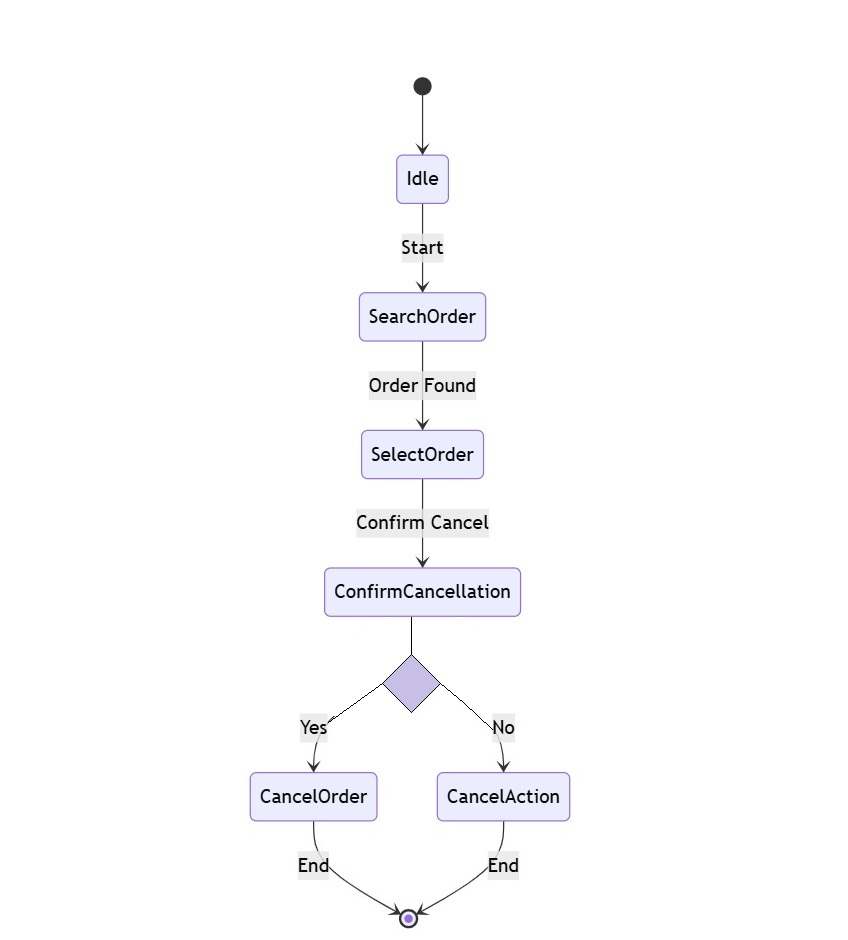 Idle
Start
SearchOrder
Order Found
SelectOrder
Confirm Cancel
ConfirmCancellation
Yes
No
CancelOrder
CancelAction
End
End